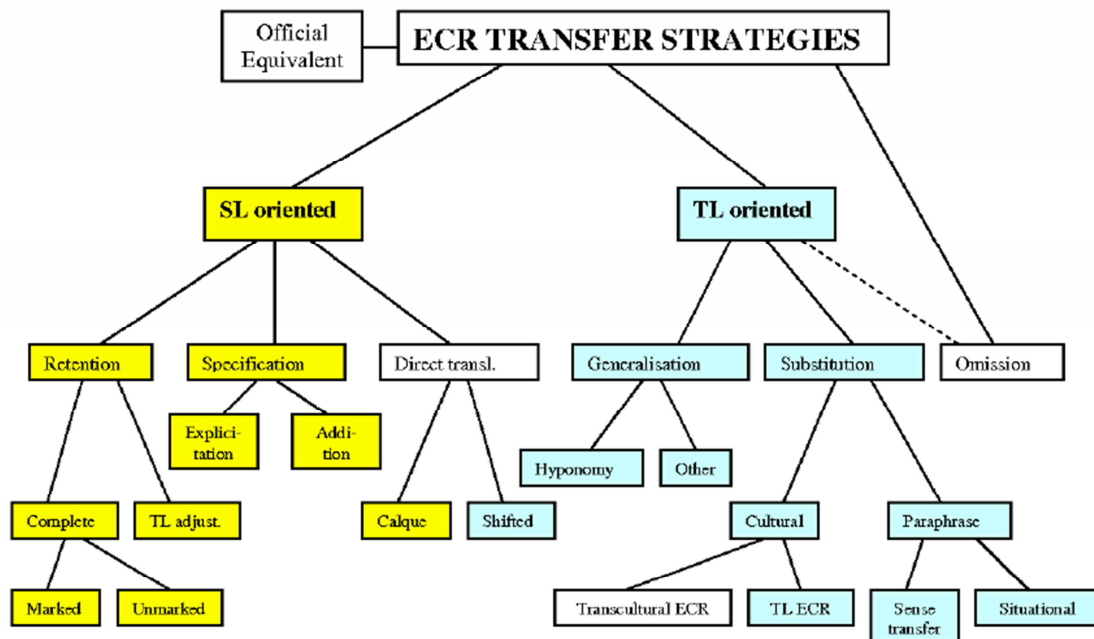 Official
Equivalent
ECR TRANSFER STRATEGIES
SL oriented
TL oriented
Retention
Specification
Direct transl.
Generalisation
Substitution
Omission
Explici-
tation
Addi-
tion
Hyponomy
Other
Complete
TL adjust.
Calque
Shifted
Cultural
Paraphrase
Marked
Unmarked
Transcultural ECR
TL ECR
Sense
transfer
Situational